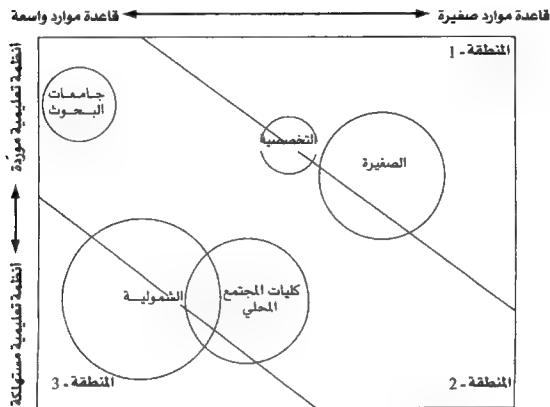 قاعدة موارد صغيرة
قاعدة موارد واسعة
المنطقة - 1
أنظمة تعليمية مورّدة
جامعات
البحوث
التخصصية
الصغيرة
أنظمة تعليمية مستهلكة
الشمولية
كليات المجتمع
المحلي
المنطقة - 3
المنطقة - 2